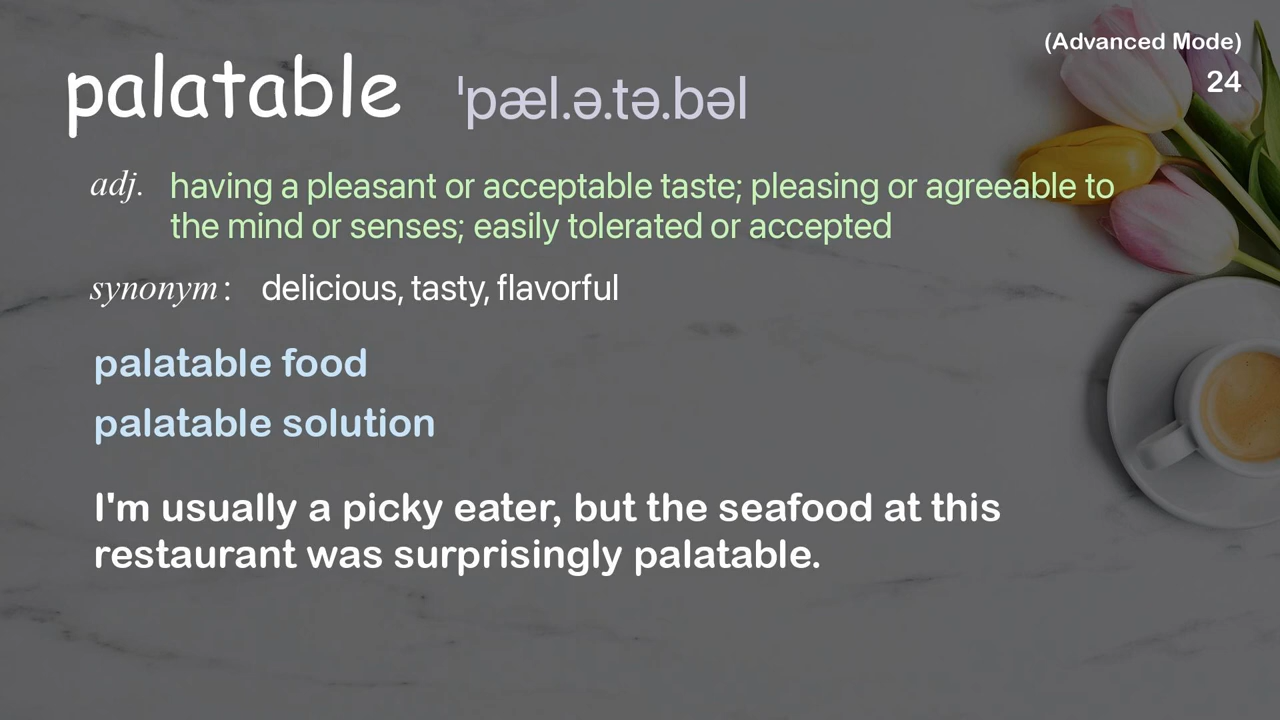 (Advanced Mode)
24
palatable ˈpæl.ə.tə.bəl
adj. having a pleasant or acceptable taste; pleasing or agreeable to
the mind or senses; easily tolerated or accepted
synonym: delicious, tasty, flavorful
palatable food
palatable solution
I'm usually a picky eater, but the seafood at this
restaurant was surprisingly palatable.